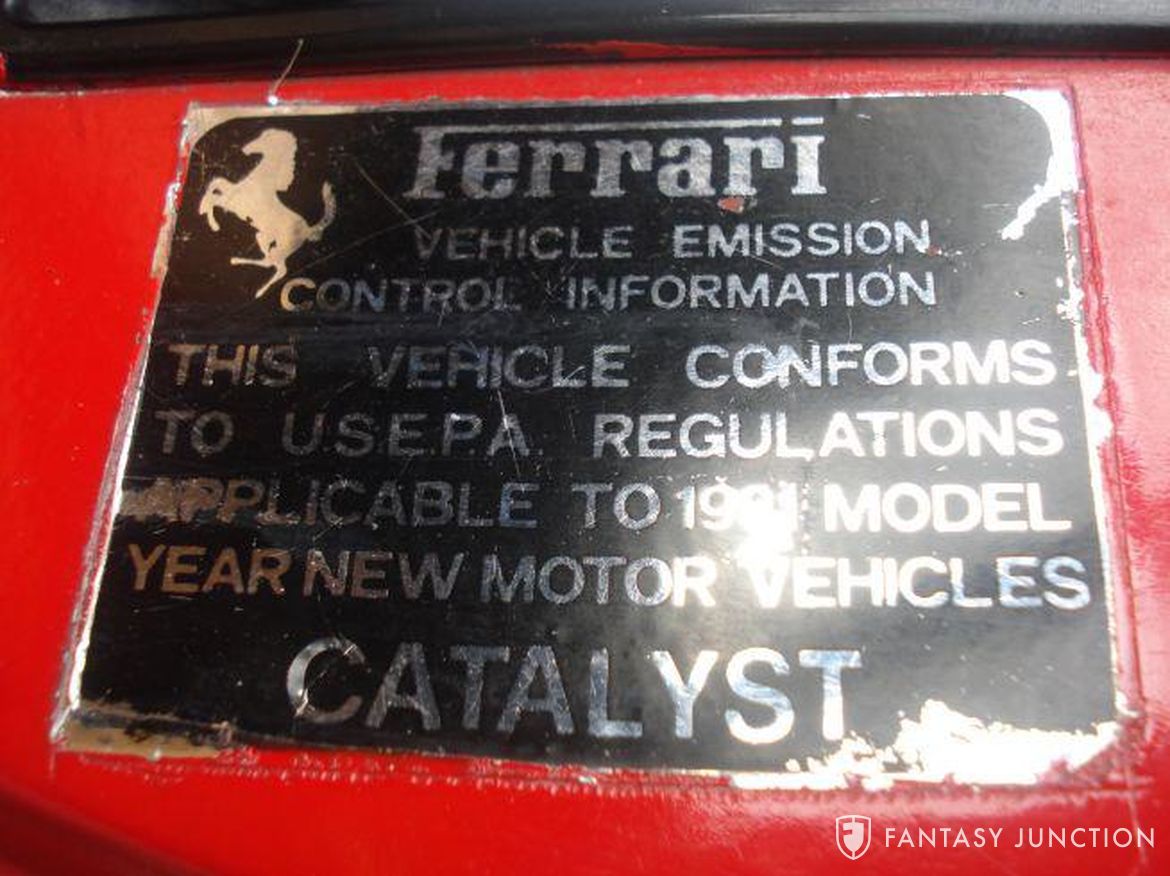 Ferrari
VEHICLE EMISSION
CONTROL INFORMATION
THIS VEHICLE CONFORMS
TO U.S.E.P.A. REGULATIONS
APPLICABLE TO MODEL
YEAR NEW MOTOR VEHICLES
CATALYST
FANTASY JUNCTION